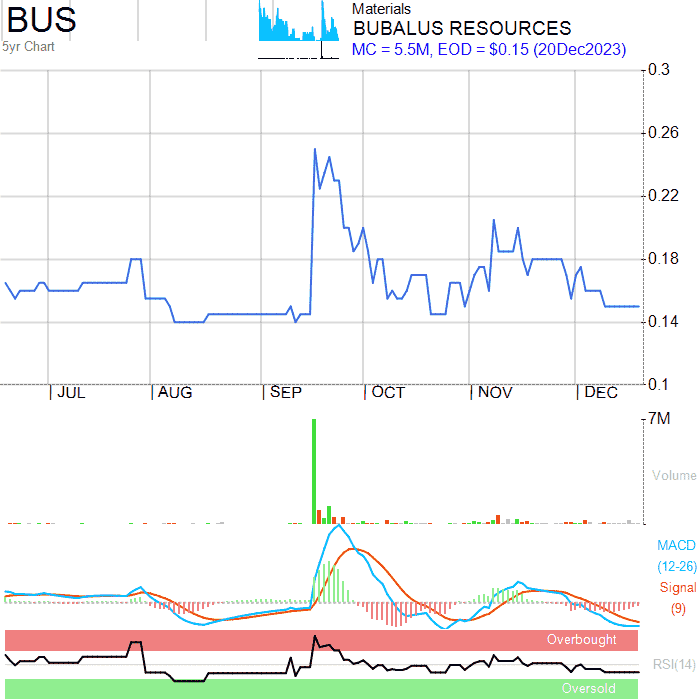 BUS
5yr Chart
Materials
BUBALUS RESOURCES
MC = 5.5M, EOD = $0.15 (20Dec2023)
0.3
0.26
0.22
0.18
0.14
0.1
JUL AUG SEP OCT NOV DEC
7M
Volume
MACD
(12-26)
Signal
(9)
Overbought
RSI(14)
Oversold